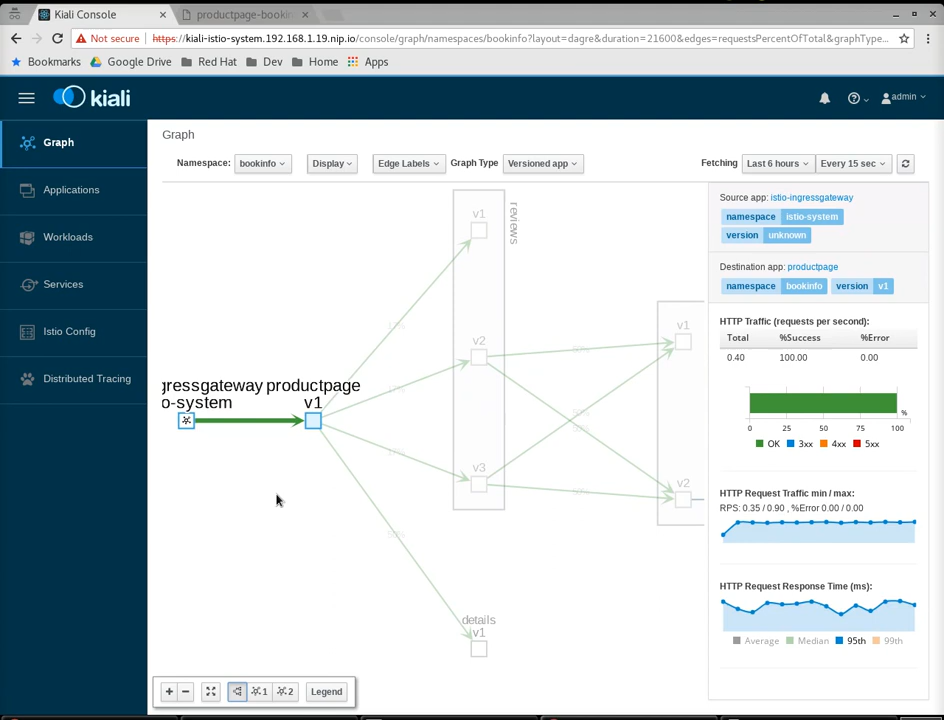 Kiali Console
productpage-bookin
Not secure https://kiali-istio-system.192.168.1.19.nip.io/console/graph/namespaces/bookinfo?layout=dagre&duration=21600&edges=requestsPercentOfTotal&graphType...
Bookmarks Google Drive Red Hat Dev Home Apps
kiali
admin
Graph
Applications
Workloads
Services
Istio Config
Distributed Tracing
Graph
Namespace: bookinfo Display Edge Labels Graph Type Versioned app Fetching Last 6 hours Every 15 sec
v1
reviews
v2
v1
gressgateway productpage
o-system v1
v3
v2
details
v1
Source app: istio-ingressgateway
namespace istio-system
version unknown
Destination app: productpage
namespace bookinfo version v1
HTTP Traffic (requests per second):
Total %Success %Error
0.40 100.00 0.00
%
0 25 50 75 100
OK 3xx 4xx 5xx
HTTP Request Traffic min / max:
RPS: 0.35 / 0.90 , %Error 0.00 / 0.00
HTTP Request Response Time (ms):
Average Median 95th 99th
1 2 Legend